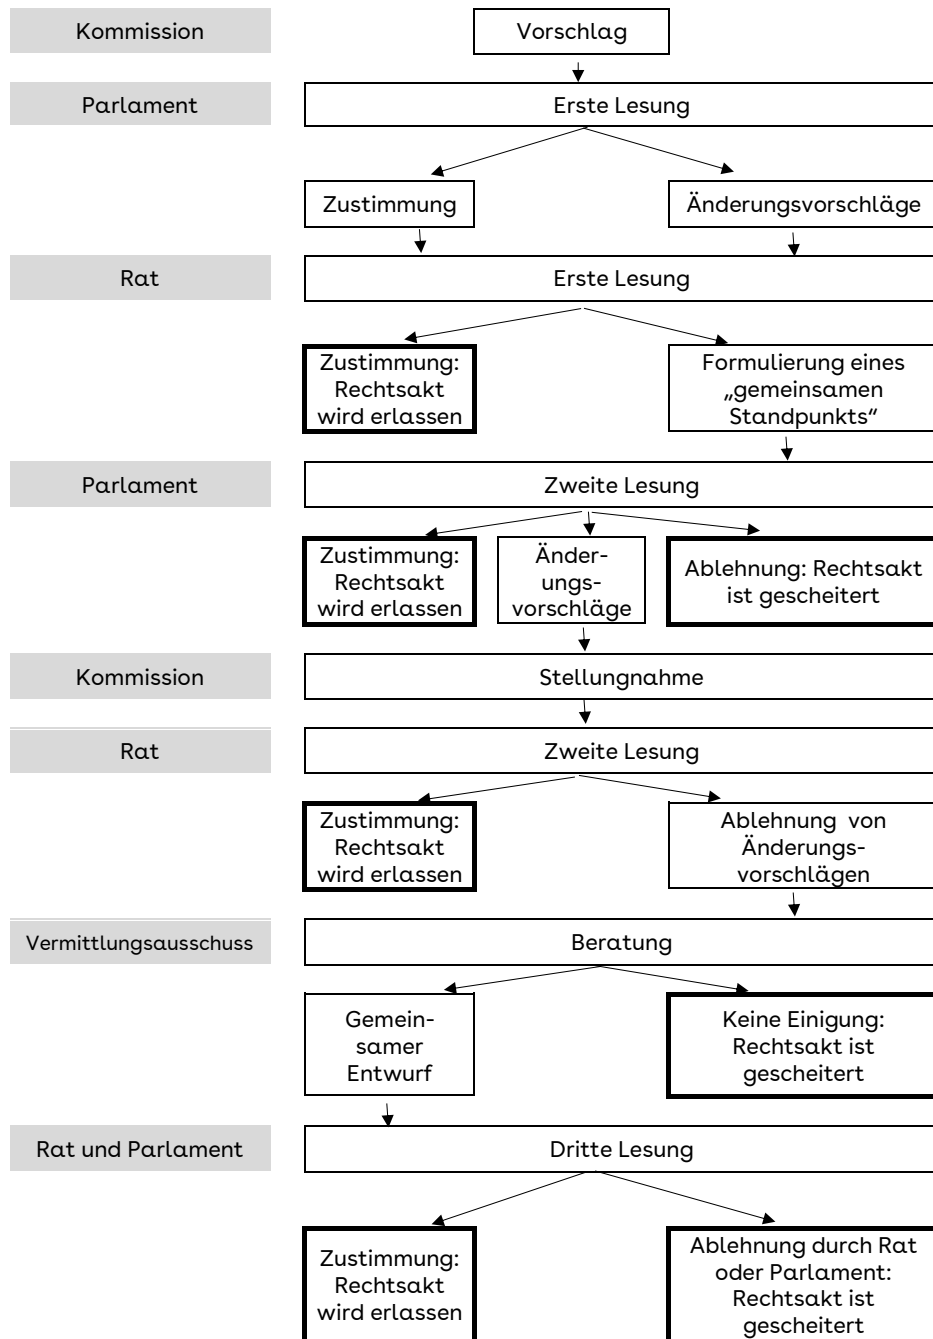 Kommission
Vorschlag
Parlament
Erste Lesung
Zustimmung
Änderungsvorschläge
Rat
Erste Lesung
Zustimmung:
Rechtsakt
wird erlassen
Formulierung eines
„gemeinsamen
Standpunkts“
Parlament
Zweite Lesung
Zustimmung:
Rechtsakt
wird erlassen
Änder-
ungs-
vorschläge
Ablehnung: Rechtsakt
ist gescheitert
Kommission
Stellungnahme
Rat
Zweite Lesung
Zustimmung:
Rechtsakt
wird erlassen
Ablehnung von
Änderungs-
vorschlägen
Vermittlungsausschuss
Beratung
Gemein-
samer
Entwurf
Keine Einigung:
Rechtsakt ist
gescheitert
Rat und Parlament
Dritte Lesung
Zustimmung:
Rechtsakt
wird erlassen
Ablehnung durch Rat
oder Parlament:
Rechtsakt ist
gescheitert